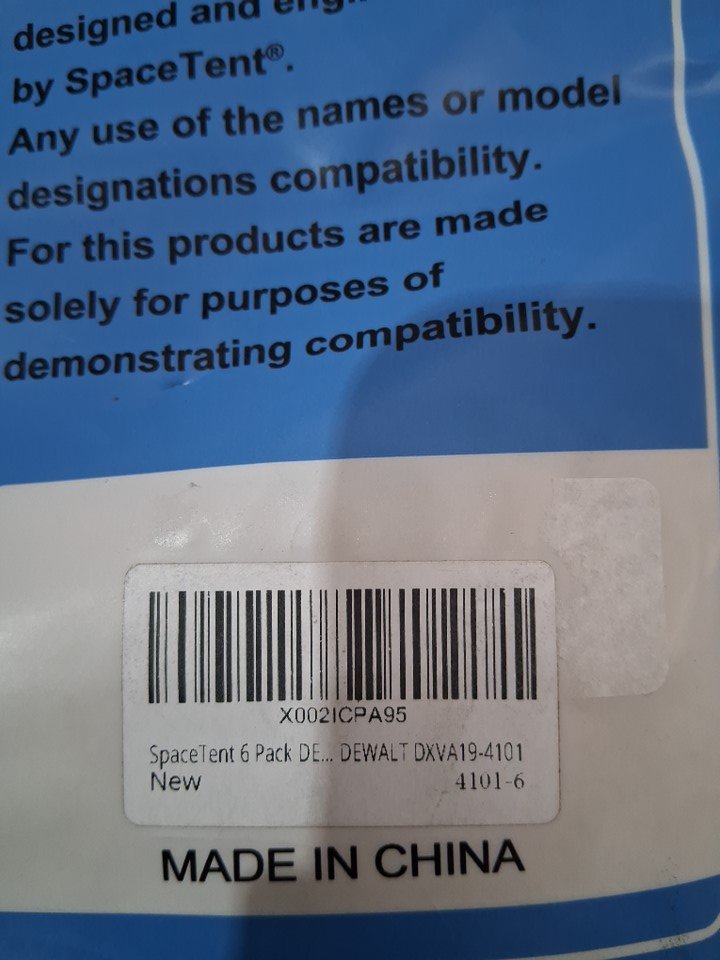 designed and
by SpaceTent®.
Any use of the names or model
designations compatibility.
For this products are made
solely for purposes of
demonstrating compatibility.
X002ICPA95
SpaceTent 6 Pack DE... DEWALT DXVA19-4101
New 4101-6
MADE IN CHINA